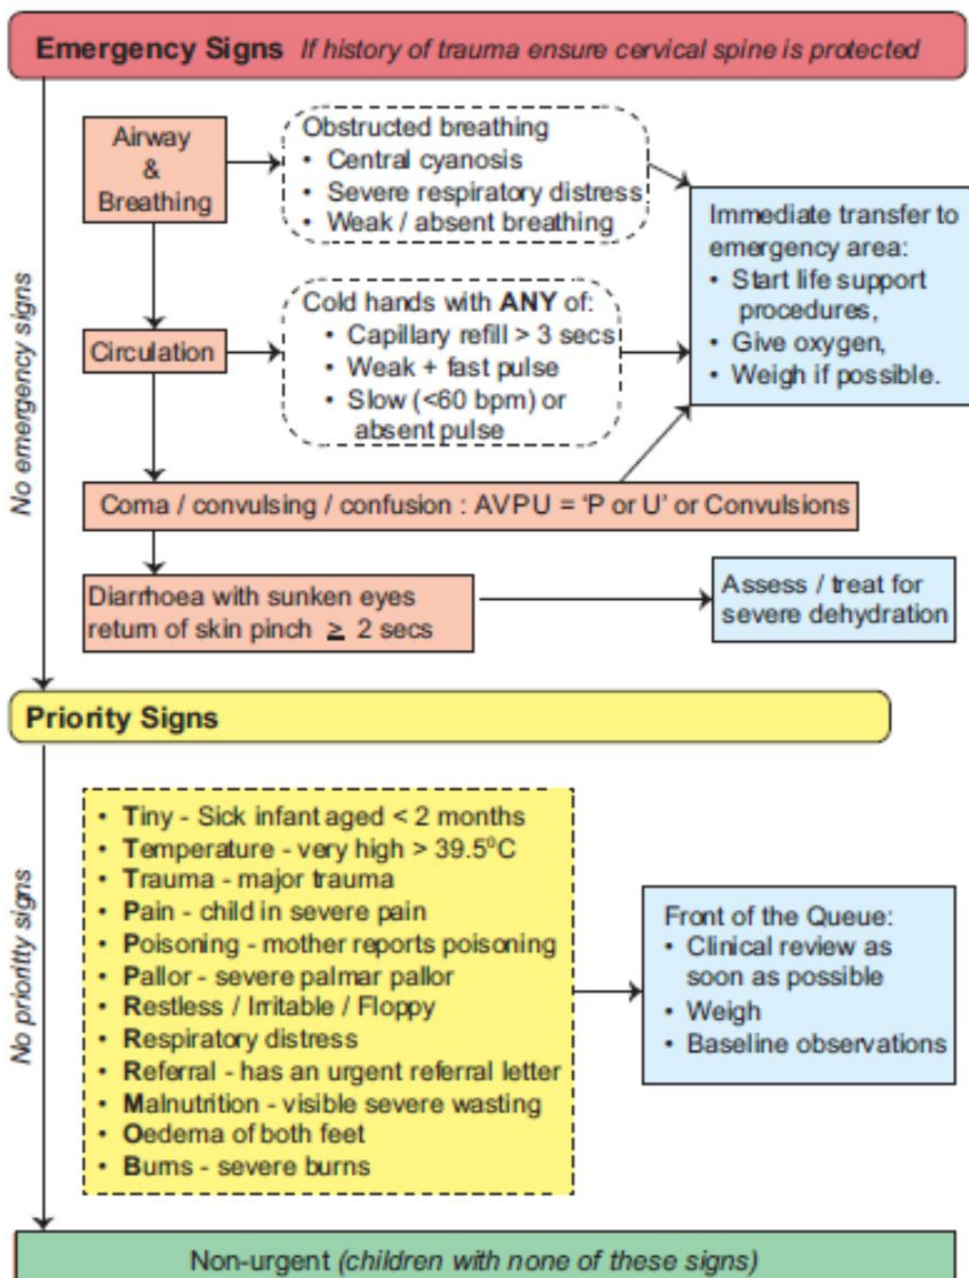 Emergency Signs If history of trauma ensure cervical spine is protected
Airway
&
Breathing
Obstructed breathing
• Central cyanosis
• Severe respiratory distress
• Weak / absent breathing
Immediate transfer to
emergency area:
• Start life support
procedures,
• Give oxygen,
• Weigh if possible.
Circulation
Cold hands with ANY of:
• Capillary refill > 3 secs
• Weak + fast pulse
• Slow (<60 bpm) or
absent pulse
No emergency signs
Coma / convulsing / confusion : AVPU = 'P or U' or Convulsions
Diarrhoea with sunken eyes
return of skin pinch ≥ 2 secs
Assess / treat for
severe dehydration
Priority Signs
No prioritty signs
• Tiny - Sick infant aged < 2 months
• Temperature - very high > 39.5⁰C
• Trauma - major trauma
• Pain - child in severe pain
• Poisoning - mother reports poisoning
• Pallor - severe palmar pallor
• Restless / Irritable / Floppy
• Respiratory distress
• Referral - has an urgent referral letter
• Malnutrition - visible severe wasting
• Oedema of both feet
• Burns - severe burns
Front of the Queue:
• Clinical review as
soon as possible
• Weigh
• Baseline observations
Non-urgent (children with none of these signs)